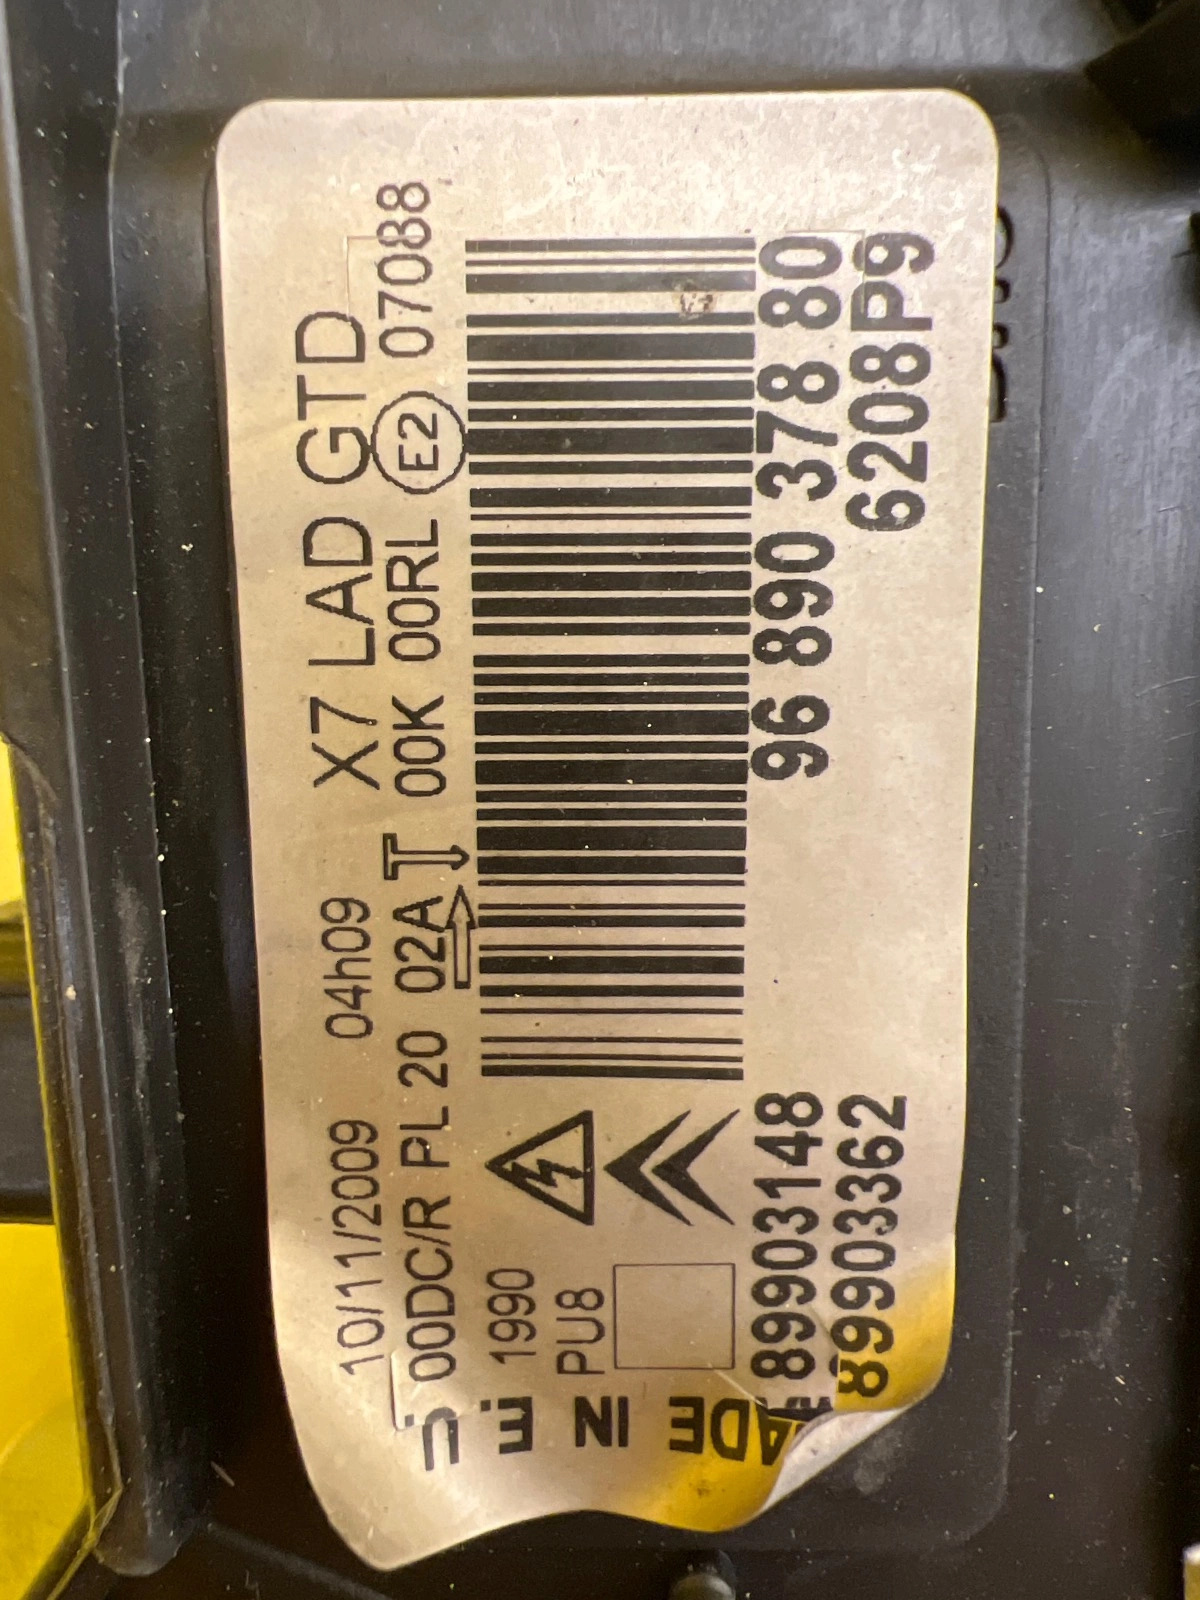 10/11/2009 04h09 X7 LAD GTD
00DC/R PL 20 02A 00K 00RL E2 07088
1990
PU8
89903148 96 890 378 80
89903362 6208P9
MADE IN E.U